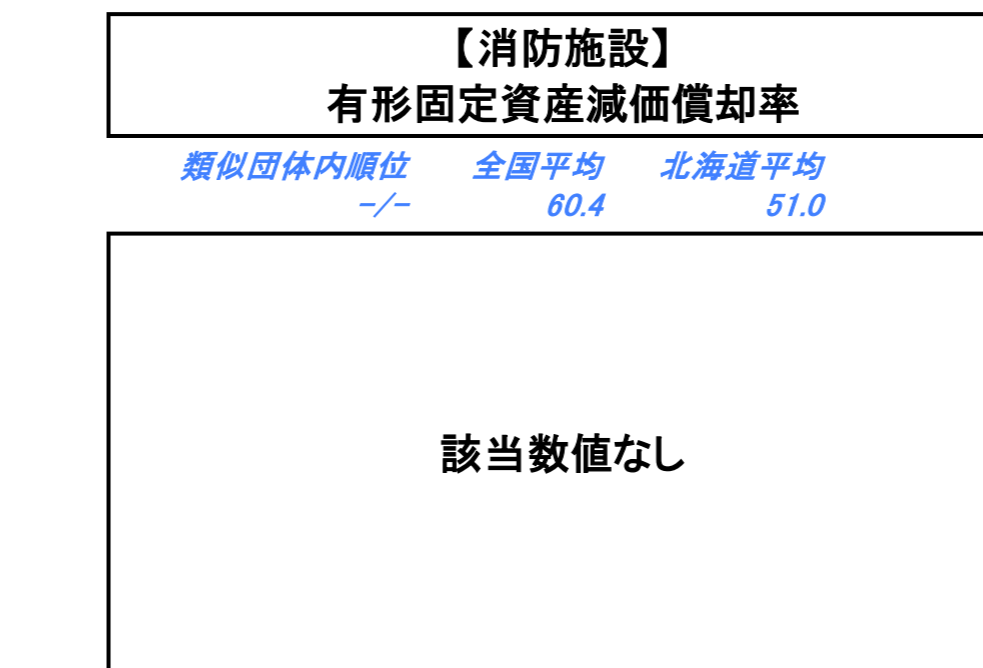 【消防施設】
有形固定資産減価償却率
類似団体内順位 全国平均 北海道平均
-/- 60.4 51.0
該当数値なし